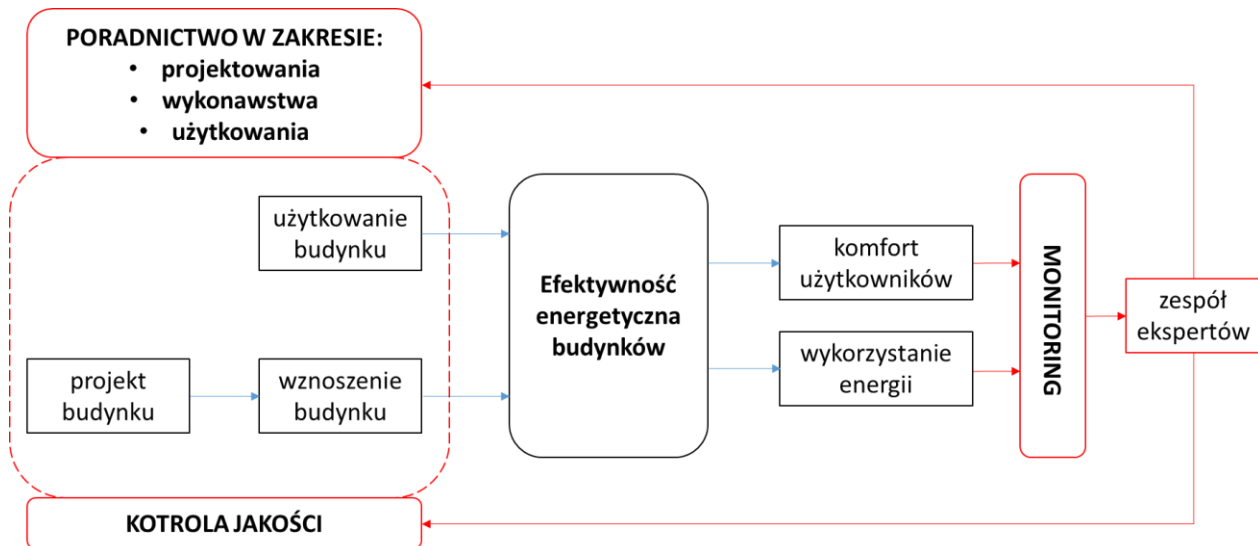 PORADNICTWO W ZAKRESIE:
• projektowania
• wykonawstwa
• użytkowania
użytkowanie
budynku
projekt
budynku
wznoszenie
budynku
Efektywność
energetyczna
budynków
komfort
użytkowników
wykorzystanie
energii
MONITORING
zespół
ekspertów
KOTROLA JAKOŚCI